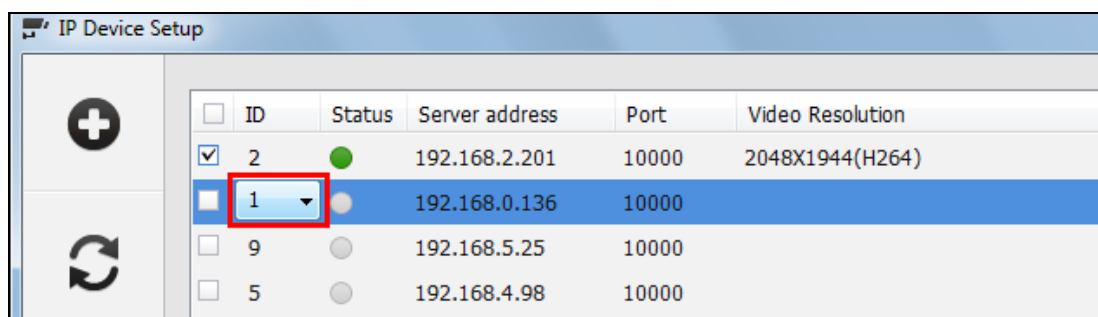 IP Device Setup
ID Status Server address Port Video Resolution
2 192.168.2.201 10000 2048X1944(H264)
1 192.168.0.136 10000
9 192.168.5.25 10000
5 192.168.4.98 10000